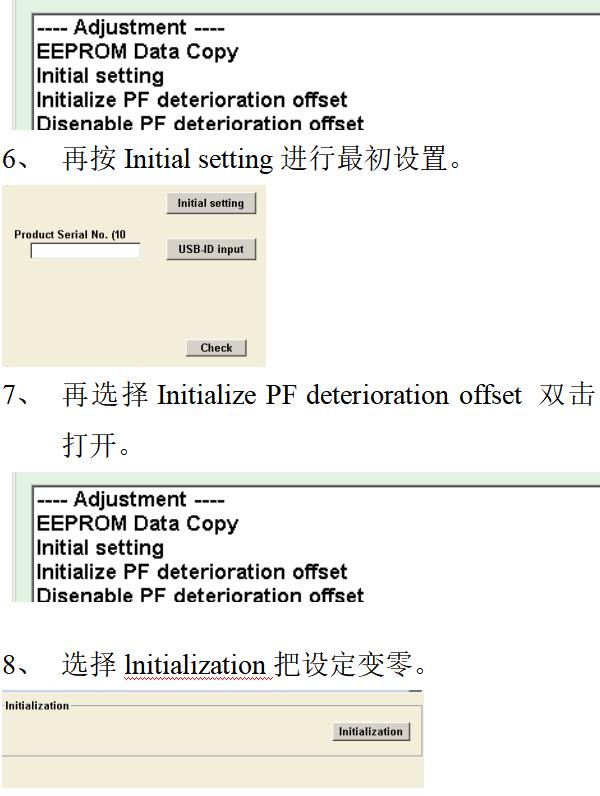 ---- Adjustment ----
EEPROM Data Copy
Initial setting
Initialize PF deterioration offset
Disenable PF deterioration offset
6、 再按 Initial setting 进行最初设置。
Initial setting
Product Serial No. (10
USB-ID input
Check
7、 再选择 Initialize PF deterioration offset 双击
打开。
---- Adjustment ----
EEPROM Data Copy
Initial setting
Initialize PF deterioration offset
Disenable PF deterioration offset
8、 选择 lnitialization 把设定变零。
Initialization
Initialization